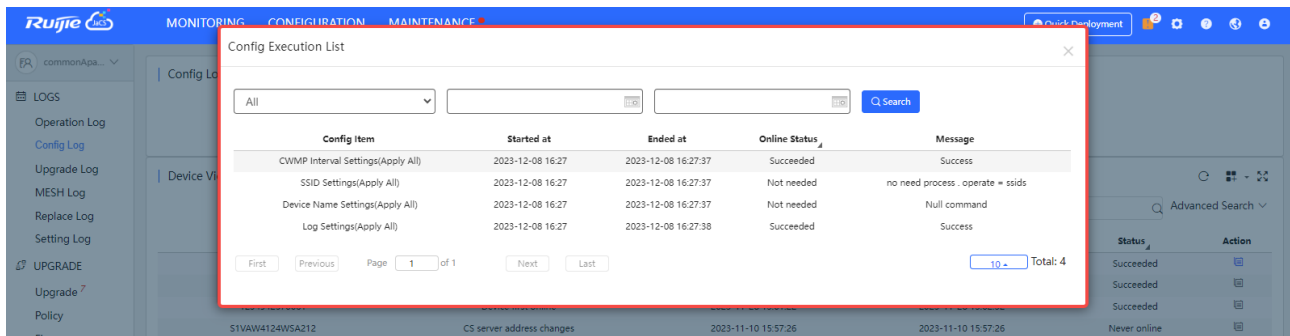 Ruijie JaCS MONITORING CONFIGURATION MAINTENANCE Quick Deployment 2
commonApa...
Config Execution List
Config Lo
LOGS
All Search
Operation Log
Config Log
Config Item Started at Ended at Online Status Message
CWMP Interval Settings(Apply All) 2023-12-08 16:27 2023-12-08 16:27:37 Succeeded Success
Upgrade Log
Device Vi
SSID Settings(Apply All) 2023-12-08 16:27 2023-12-08 16:27:37 Not needed no need process . operate = ssids
MESH Log
Device Name Settings(Apply All) 2023-12-08 16:27 2023-12-08 16:27:37 Not needed Null command
Advanced Search
Replace Log
Log Settings(Apply All) 2023-12-08 16:27 2023-12-08 16:27:38 Succeeded Success
Setting Log
Status Action
UPGRADE
First Previous Page 1 of 1 Next Last 10 Total: 4
Succeeded
Upgrade 7
Succeeded
Policy
Succeeded
S1VAW4124WSA212 CS server address changes 2023-11-10 15:57:26 2023-11-10 15:57:26 Never online